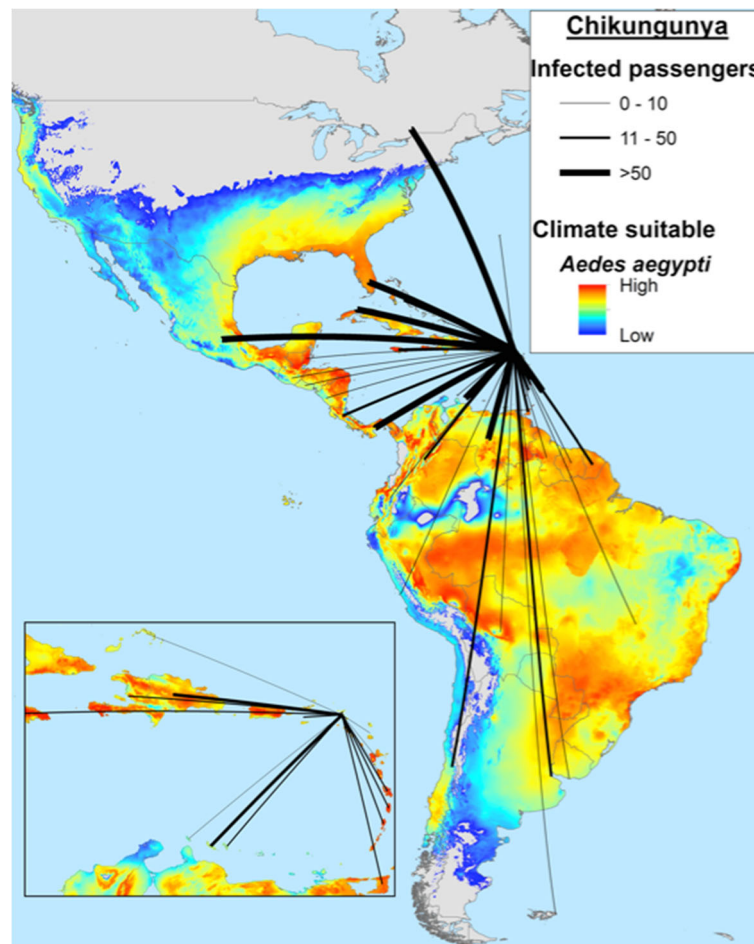 Chikungunya
Infected passengers
0 - 10
11 - 50
>50
Climate suitable
Aedes aegypti
High
Low